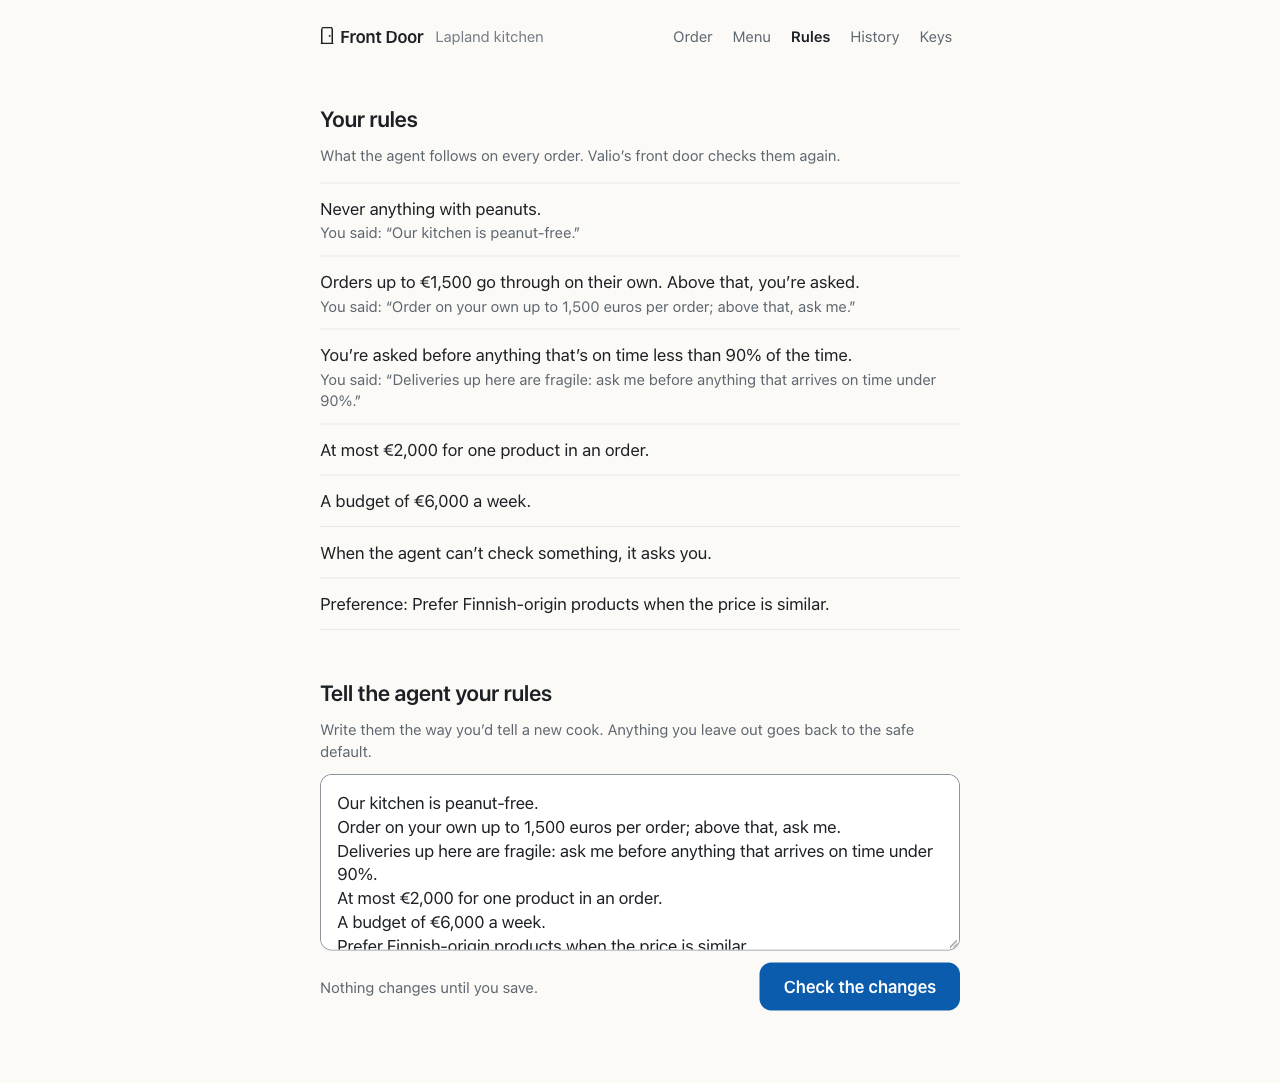 Front Door Lapland kitchen Order Menu Rules History Keys
Your rules
What the agent follows on every order. Valio’s front door checks them again.
Never anything with peanuts.
You said: “Our kitchen is peanut-free.”
Orders up to €1,500 go through on their own. Above that, you’re asked.
You said: “Order on your own up to 1,500 euros per order; above that, ask me.”
You’re asked before anything that’s on time less than 90% of the time.
You said: “Deliveries up here are fragile: ask me before anything that arrives on time under
90%.”
At most €2,000 for one product in an order.
A budget of €6,000 a week.
When the agent can’t check something, it asks you.
Preference: Prefer Finnish-origin products when the price is similar.
Tell the agent your rules
Write them the way you’d tell a new cook. Anything you leave out goes back to the safe
default.
Our kitchen is peanut-free.
Order on your own up to 1,500 euros per order; above that, ask me.
Deliveries up here are fragile: ask me before anything that arrives on time under
90%.
At most €2,000 for one product in an order.
A budget of €6,000 a week.
Prefer Finnish-origin products when the price is similar.
Nothing changes until you save.
Check the changes